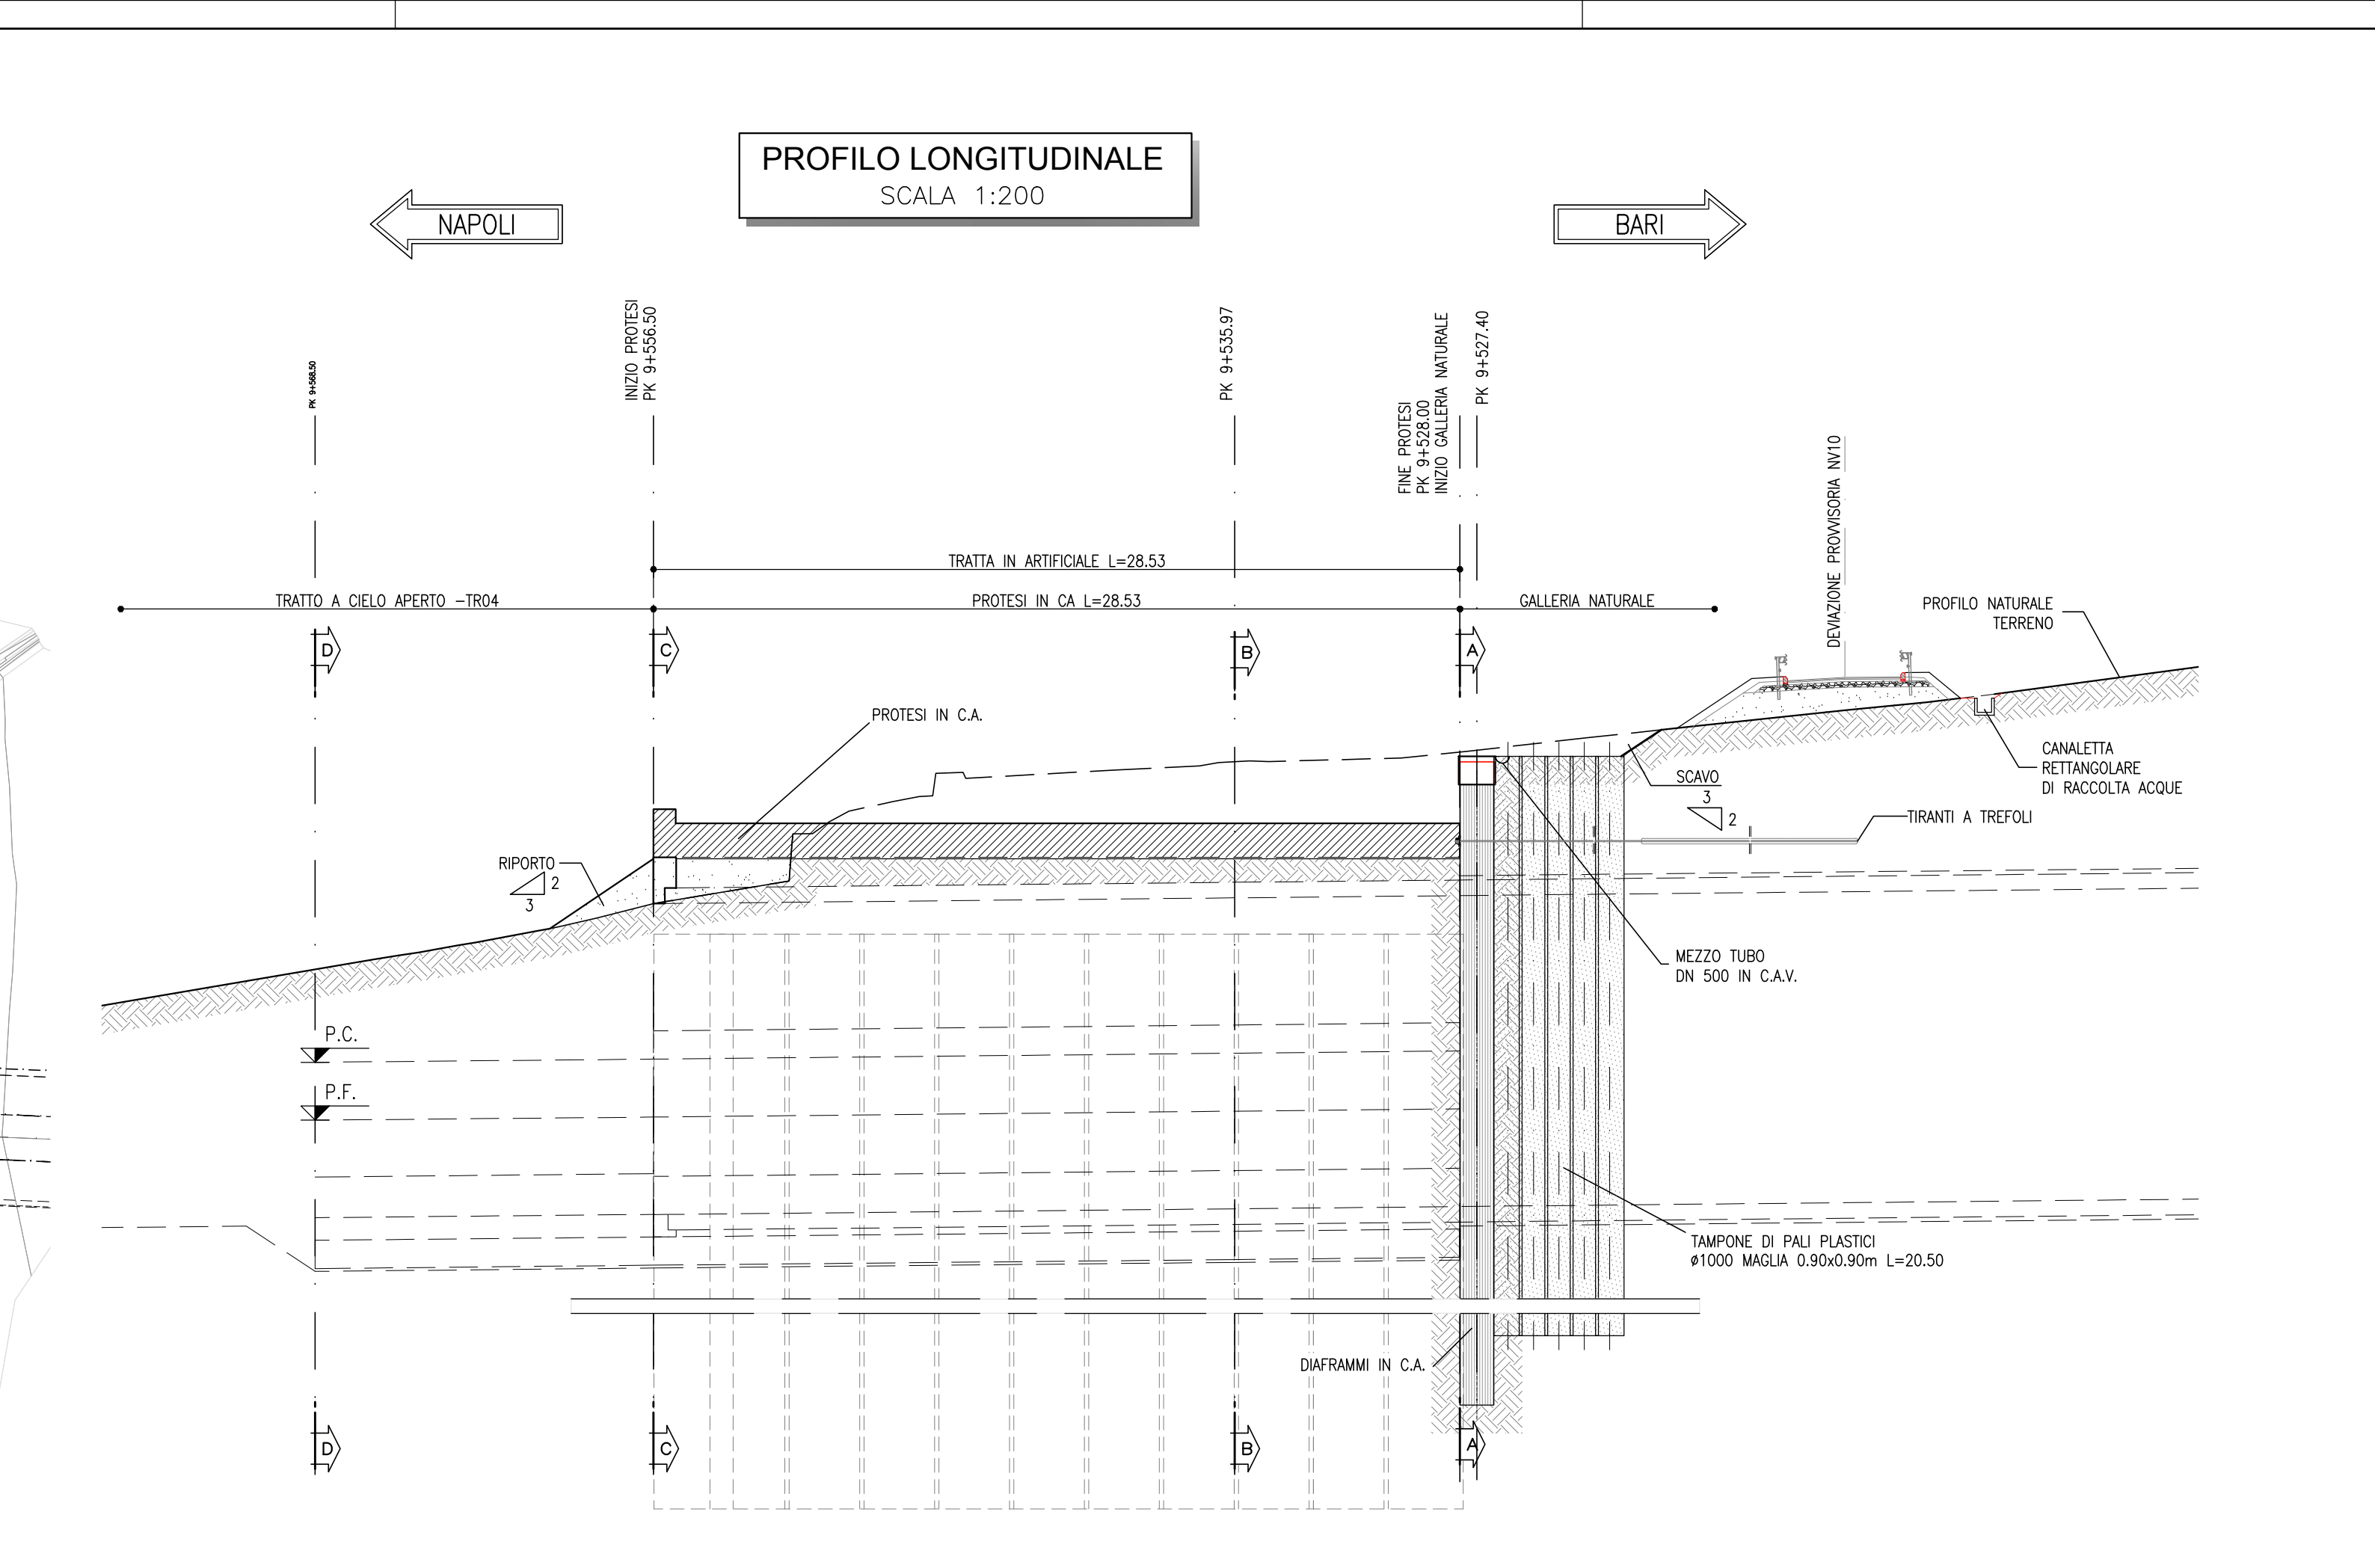 PROFILO LONGITUDINALE
SCALA 1:200
NAPOLI
BARI
PK 9+568.50
INIZIO PROTESI
PK 9+556.50
PK 9+535.97
FINE PROTESI
PK 9+528.00
INIZIO GALLERIA NATURALE
PK 9+527.40
DEVIAZIONE PROVVISORIA NV10
TRATTA IN ARTIFICIALE L=28.53
TRATTO A CIELO APERTO -TR04
PROTESI IN CA L=28.53
GALLERIA NATURALE
PROFILO NATURALE
TERRENO
D
C
B
A
PROTESI IN C.A.
CANALETTA
RETTANGOLARE
DI RACCOLTA ACQUE
SCAVO
3
2
TIRANTI A TREFOLI
RIPORTO
2
3
MEZZO TUBO
DN 500 IN C.A.V.
P.C.
P.F.
TAMPONE DI PALI PLASTICI
ø1000 MAGLIA 0.90x0.90m L=20.50
DIAFRAMMI IN C.A.
D
C
B
A